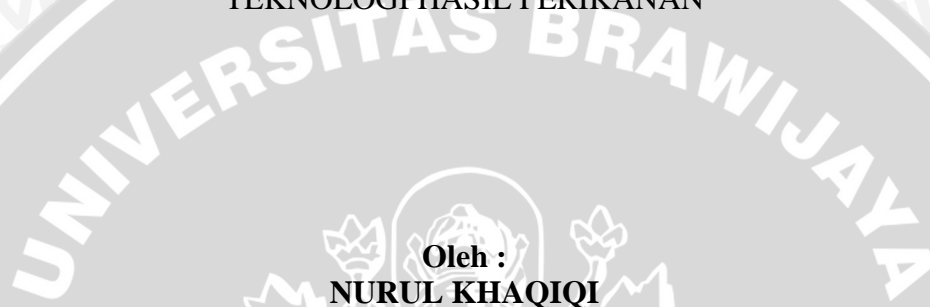 TEKNOLOGI HASIL PERIKANAN
UNIVERSITAS BRAWIJAYA
Oleh :
NURUL KHAQIQI